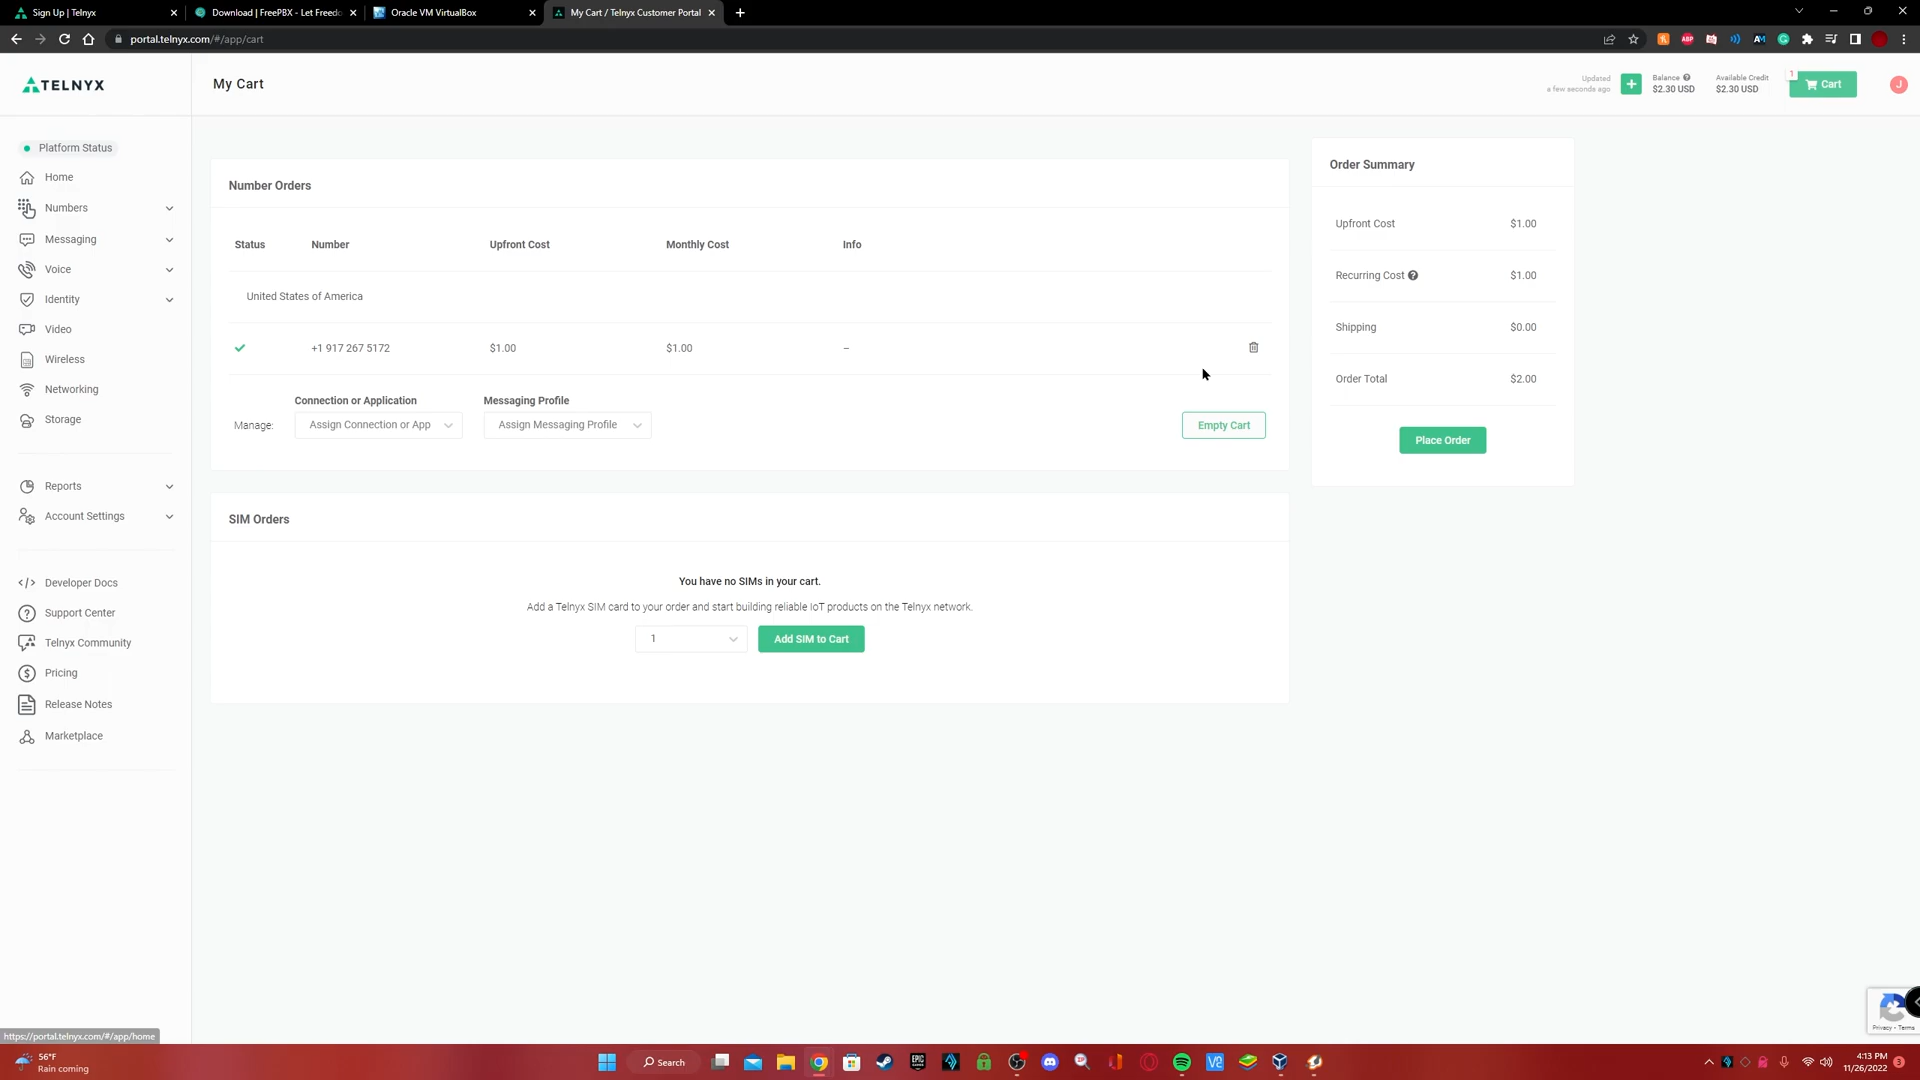 Sign Up | Telnyx
Download | FreePBX - Let Freedo
Oracle VM VirtualBox
My Cart / Telnyx Customer Portal
portal.telnyx.com/#/app/cart
TELNYX
My Cart
Updated
a few seconds ago
Balance
$2.30 USD
Available Credit
$2.30 USD
1
Cart
J
Platform Status
Home
Numbers
Messaging
Voice
Identity
Video
Wireless
Networking
Storage
Reports
Account Settings
Developer Docs
Support Center
Telnyx Community
Pricing
Release Notes
Marketplace
Number Orders
Status Number Upfront Cost Monthly Cost Info
United States of America
+1 917 267 5172 $1.00 $1.00 –
Connection or Application Messaging Profile
Manage: Assign Connection or App Assign Messaging Profile Empty Cart
SIM Orders
You have no SIMs in your cart.
Add a Telnyx SIM card to your order and start building reliable IoT products on the Telnyx network.
1 Add SIM to Cart
Order Summary
Upfront Cost $1.00
Recurring Cost $1.00
Shipping $0.00
Order Total $2.00
Place Order
Privacy - Terms
https://portal.telnyx.com/#/app/home
56°F
Rain coming
Search
4:13 PM
11/26/2022
3